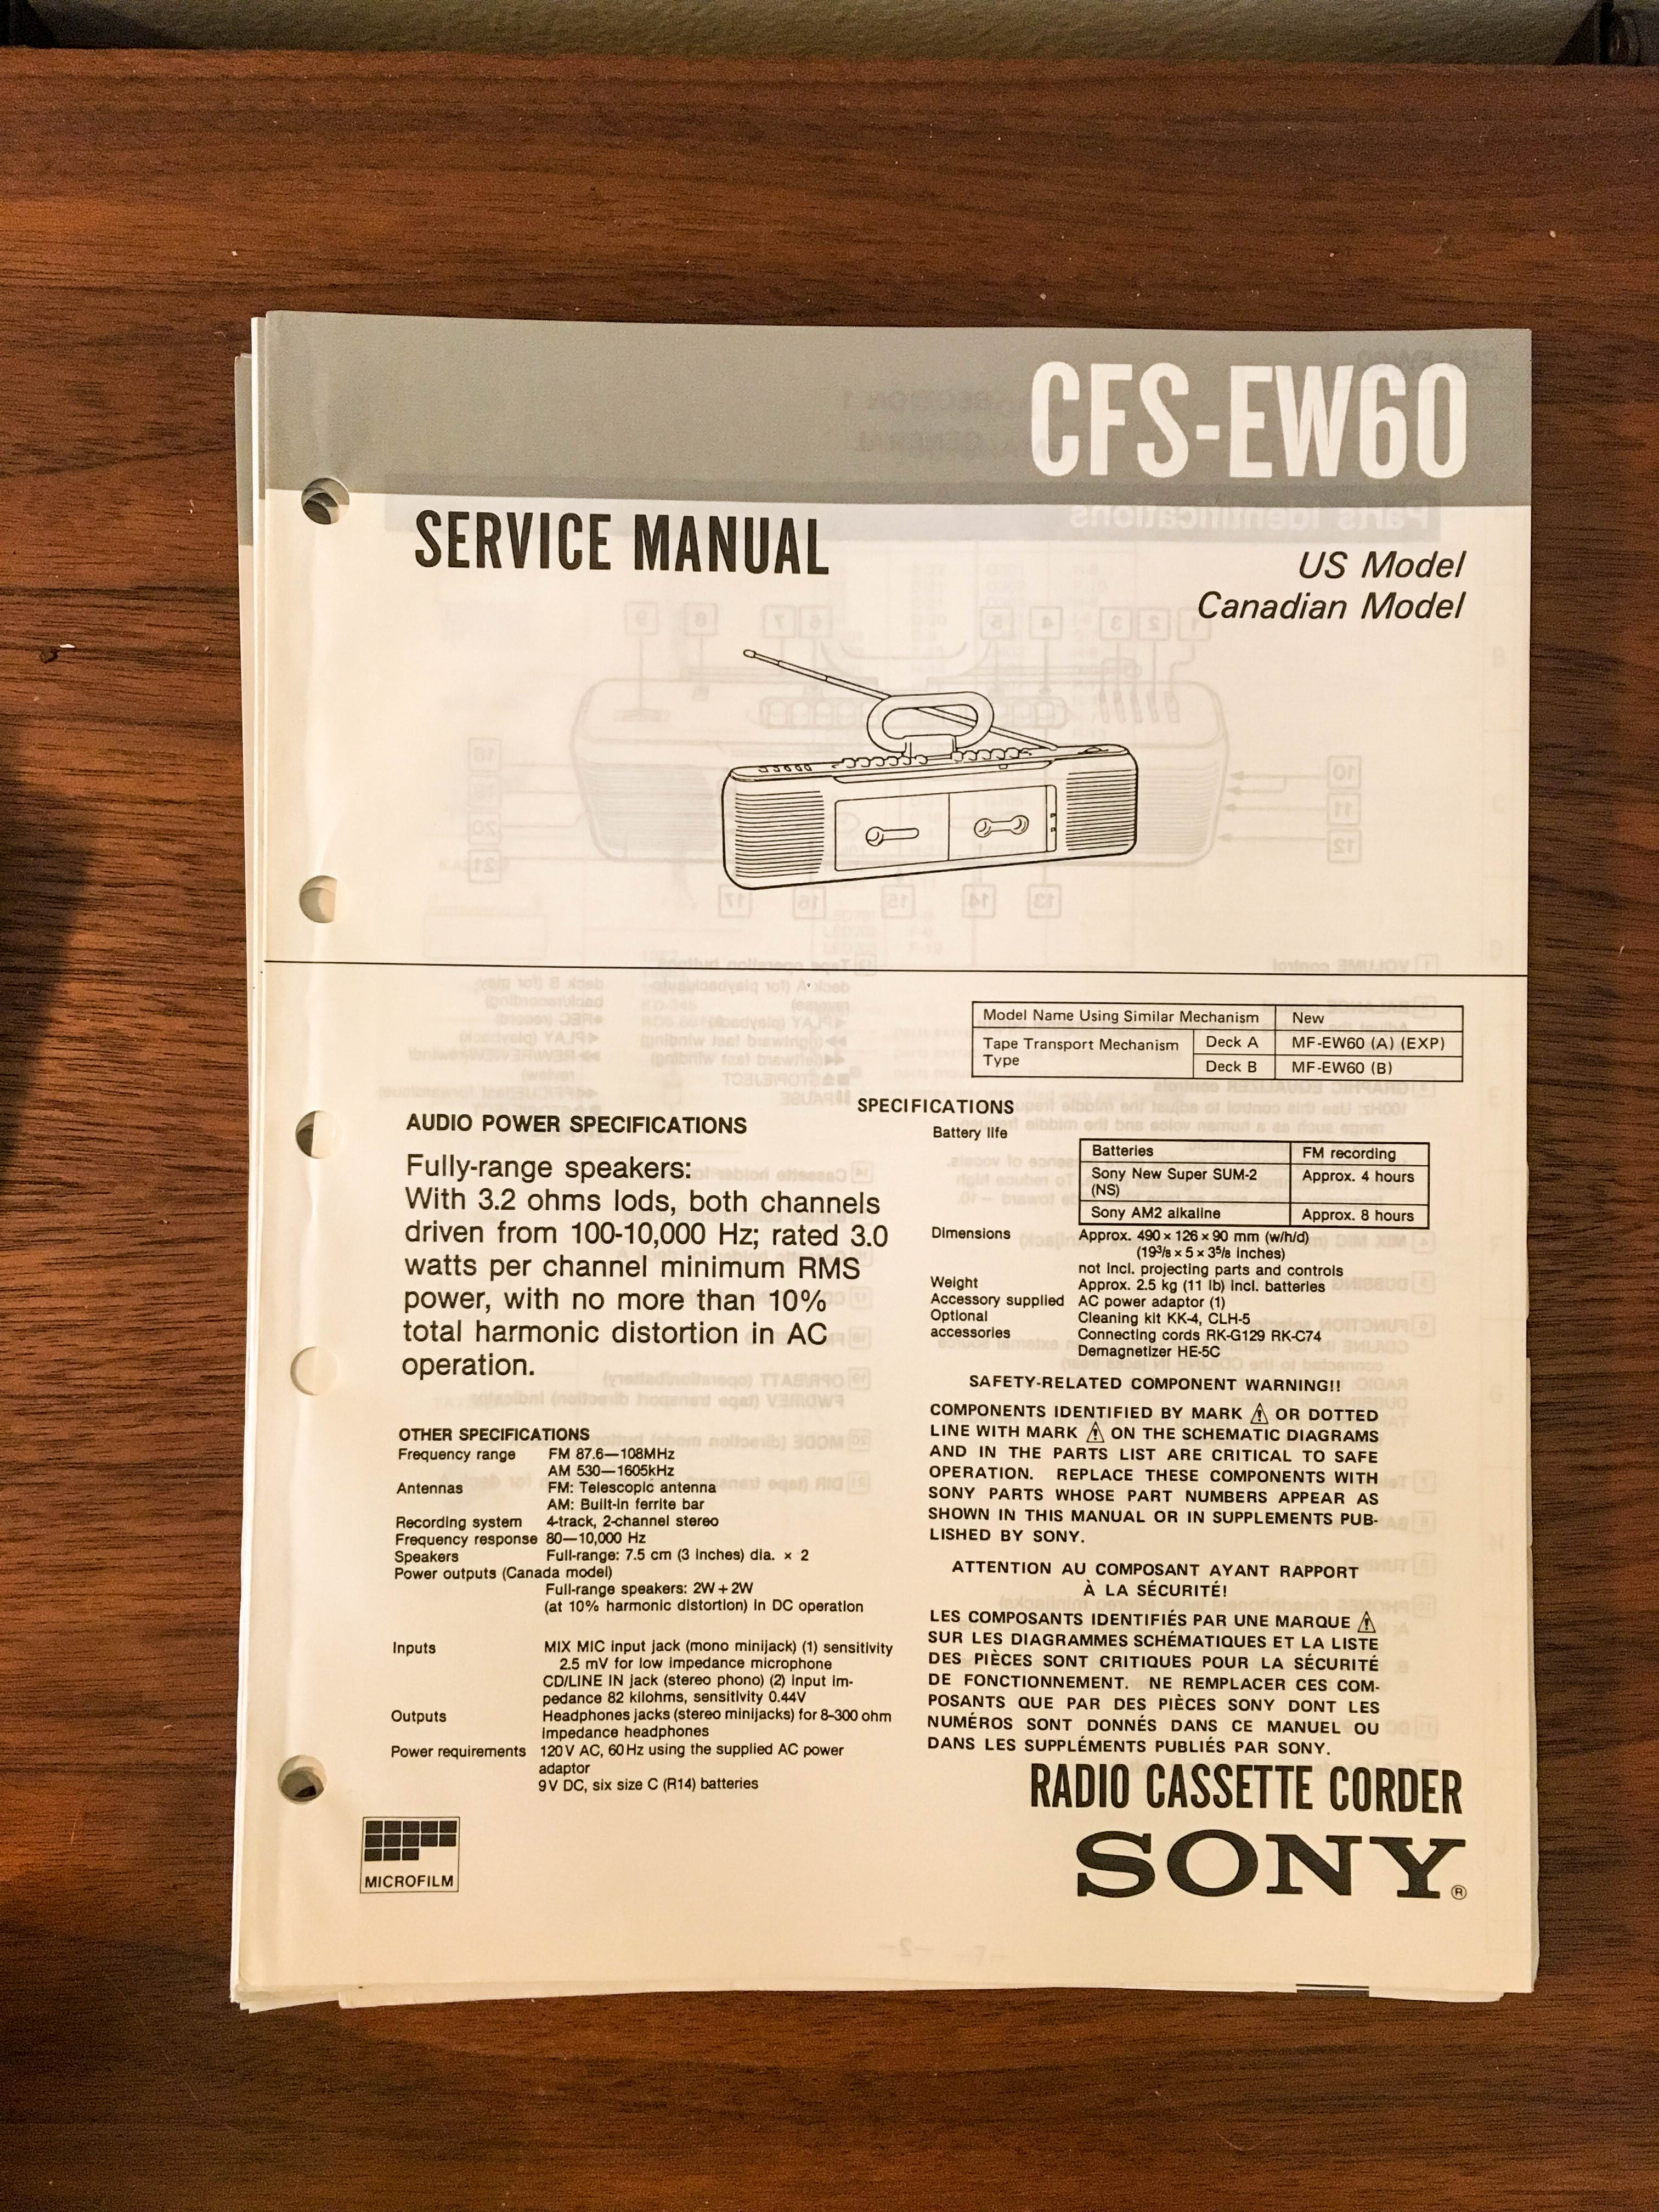 CFS-EW60
SERVICE MANUAL
US Model
Canadian Model
Model Name Using Similar Mechanism New
Tape Transport Mechanism Type Deck A MF-EW60 (A) (EXP)
Deck B MF-EW60 (B)
SPECIFICATIONS
AUDIO POWER SPECIFICATIONS
Fully-range speakers:
With 3.2 ohms lods, both channels
driven from 100-10,000 Hz; rated 3.0
watts per channel minimum RMS
power, with no more than 10%
total harmonic distortion in AC
operation.
OTHER SPECIFICATIONS
Frequency range FM 87.6—108MHz
AM 530—1605kHz
Antennas FM: Telescopic antenna
AM: Built-in ferrite bar
Recording system 4-track, 2-channel stereo
Frequency response 80—10,000 Hz
Speakers Full-range: 7.5 cm (3 inches) dia. × 2
Power outputs (Canada model)
Full-range speakers: 2W + 2W
(at 10% harmonic distortion) in DC operation
Inputs MIX MIC input jack (mono minijack) (1) sensitivity
2.5 mV for low impedance microphone
CD/LINE IN jack (stereo phono) (2) input im-
pedance 82 kilohms, sensitivity 0.44V
Outputs Headphones jacks (stereo minijacks) for 8-300 ohm
impedance headphones
Power requirements 120 V AC, 60 Hz using the supplied AC power
adaptor
9 V DC, six size C (R14) batteries
MICROFILM
Battery life
Batteries FM recording
Sony New Super SUM-2 (NS) Approx. 4 hours
Sony AM2 alkaline Approx. 8 hours
Dimensions Approx. 490 × 126 × 90 mm (w/h/d)
(19³/₈ × 5 × 3⁵/₈ inches)
not incl. projecting parts and controls
Weight Approx. 2.5 kg (11 lb) incl. batteries
Accessory supplied AC power adaptor (1)
Optional Cleaning kit KK-4, CLH-5
accessories Connecting cords RK-G129 RK-C74
Demagnetizer HE-5C
SAFETY-RELATED COMPONENT WARNING!!
COMPONENTS IDENTIFIED BY MARK ⚠ OR DOTTED
LINE WITH MARK ⚠ ON THE SCHEMATIC DIAGRAMS
AND IN THE PARTS LIST ARE CRITICAL TO SAFE
OPERATION. REPLACE THESE COMPONENTS WITH
SONY PARTS WHOSE PART NUMBERS APPEAR AS
SHOWN IN THIS MANUAL OR IN SUPPLEMENTS PUB-
LISHED BY SONY.
ATTENTION AU COMPOSANT AYANT RAPPORT
À LA SÉCURITÉ!
LES COMPOSANTS IDENTIFIÉS PAR UNE MARQUE ⚠
SUR LES DIAGRAMMES SCHÉMATIQUES ET LA LISTE
DES PIÈCES SONT CRITIQUES POUR LA SÉCURITÉ
DE FONCTIONNEMENT. NE REMPLACER CES COM-
POSANTS QUE PAR DES PIÈCES SONY DONT LES
NUMÉROS SONT DONNÉS DANS CE MANUEL OU
DANS LES SUPPLÉMENTS PUBLIÉS PAR SONY.
RADIO CASSETTE CORDER
SONY®